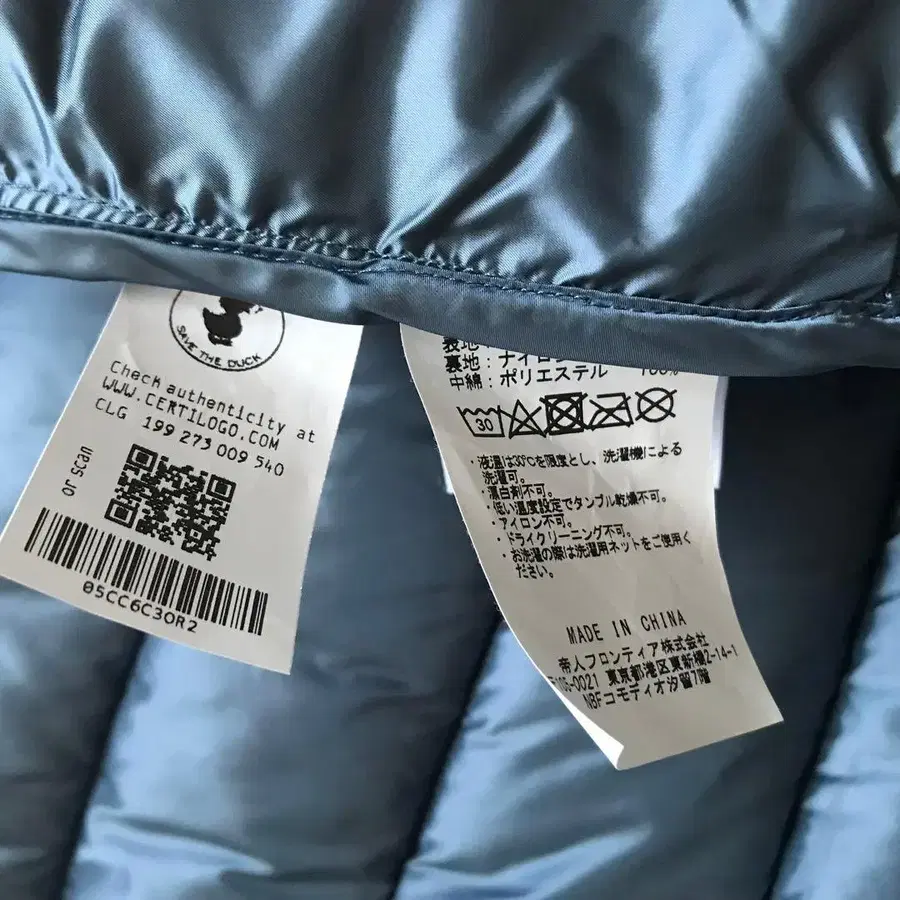 SAVE THE DUCK
Check authenticity at
WWW.CERTILOGO.COM
CLG 199 273 009 540
or scan
05CC6C3OR2
表地
裏地：ナイロン
中綿：ポリエステル 100%
30
・液温は30℃を限度とし、洗濯機による
洗濯可。
・漂白剤不可。
・低い温度設定でタンブル乾燥不可。
・アイロン不可。
・ドライクリーニング不可。
・お洗濯の際は洗濯用ネットをご使用く
ださい。
MADE IN CHINA
帝人フロンティア株式会社
105-0021 東京都港区東新橋2-14-1
NBFコモディオ汐留7階